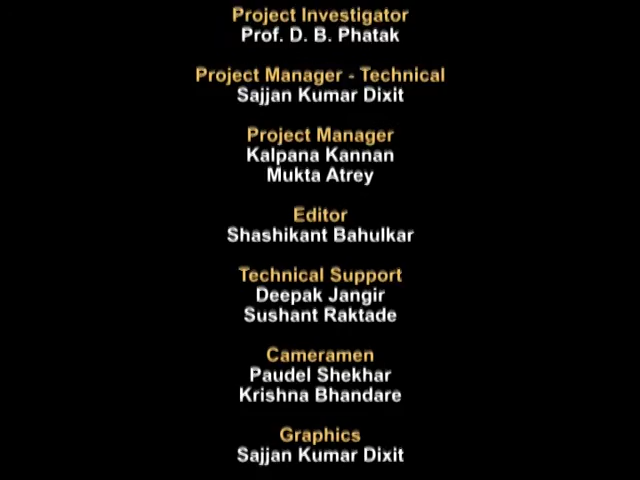 Project Investigator
Prof. D. B. Phatak
Project Manager - Technical
Sajjan Kumar Dixit
Project Manager
Kalpana Kannan
Mukta Atrey
Editor
Shashikant Bahulkar
Technical Support
Deepak Jangir
Sushant Raktade
Cameramen
Paudel Shekhar
Krishna Bhandare
Graphics
Sajjan Kumar Dixit